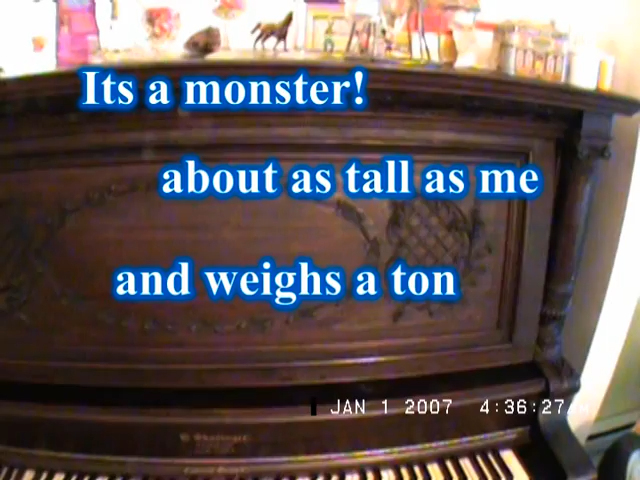 Its a monster!
about as tall as me
and weighs a ton
JAN 1 2007 4:36:27